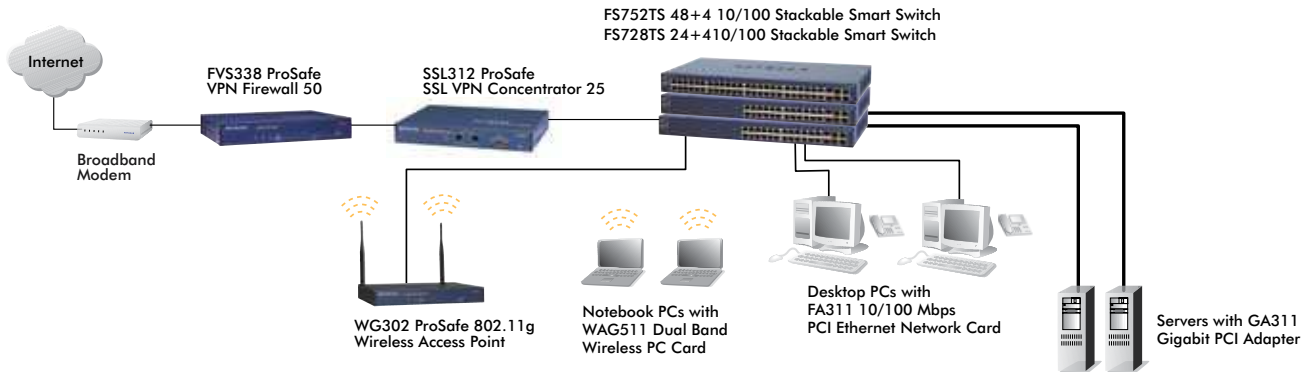 FS752TS 48+4 10/100 Stackable Smart Switch
FS728TS 24+410/100 Stackable Smart Switch
Internet
FVS338 ProSafe
VPN Firewall 50
SSL312 ProSafe
SSL VPN Concentrator 25
Broadband
Modem
WG302 ProSafe 802.11g
Wireless Access Point
Notebook PCs with
WAG511 Dual Band
Wireless PC Card
Desktop PCs with
FA311 10/100 Mbps
PCI Ethernet Network Card
Servers with GA311
Gigabit PCI Adapter